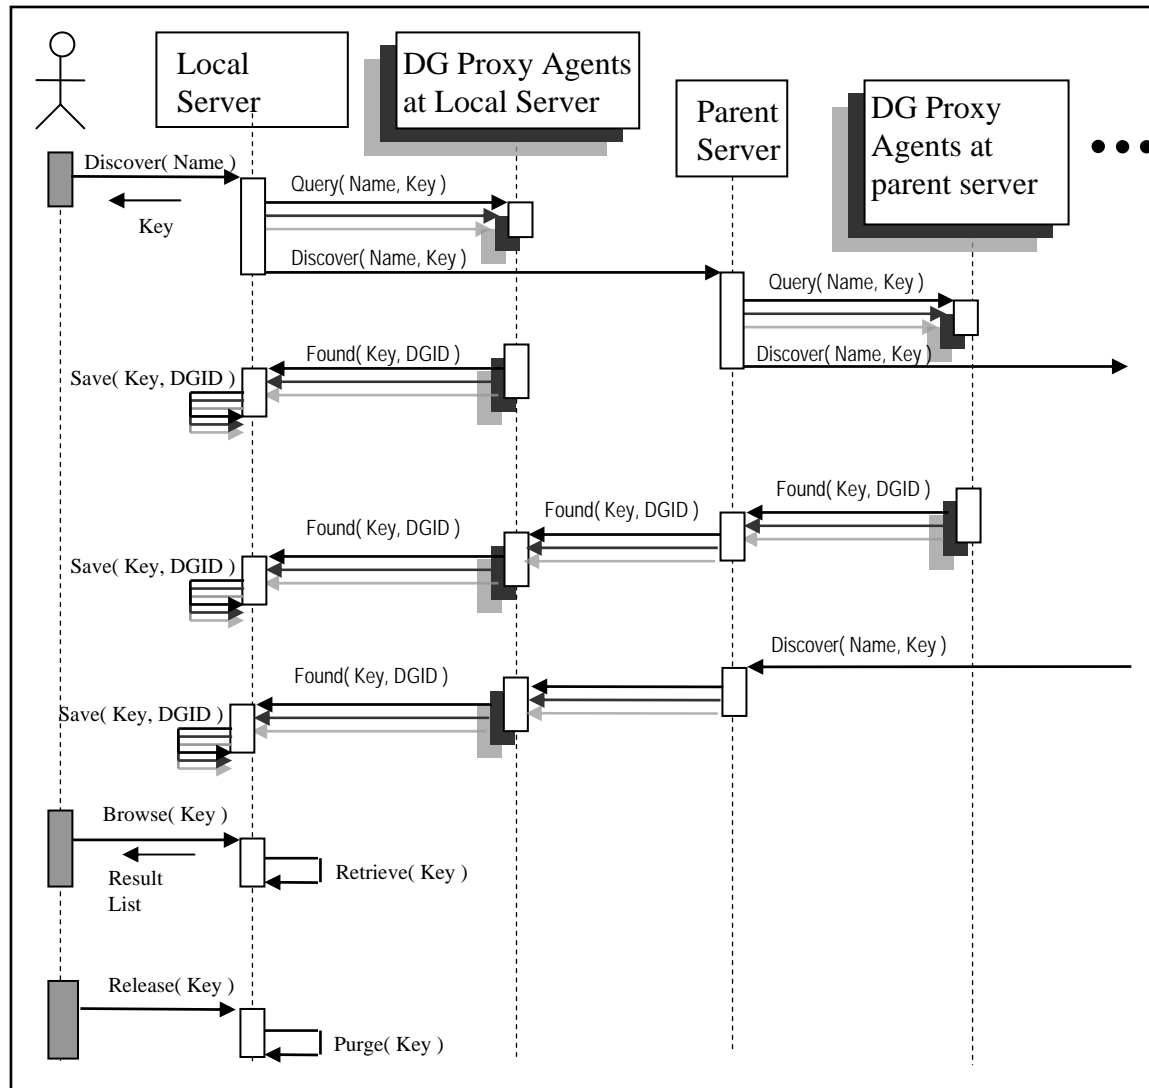 Local
Server
DG Proxy Agents
at Local Server
Parent
Server
DG Proxy
Agents at
parent server
Discover( Name )
Key
Query( Name, Key )
Discover( Name, Key )
Query( Name, Key )
Discover( Name, Key )
Found( Key, DGID )
Save( Key, DGID )
Found( Key, DGID )
Found( Key, DGID )
Found( Key, DGID )
Save( Key, DGID )
Discover( Name, Key )
Found( Key, DGID )
Save( Key, DGID )
Browse( Key )
Result
List
Retrieve( Key )
Release( Key )
Purge( Key )